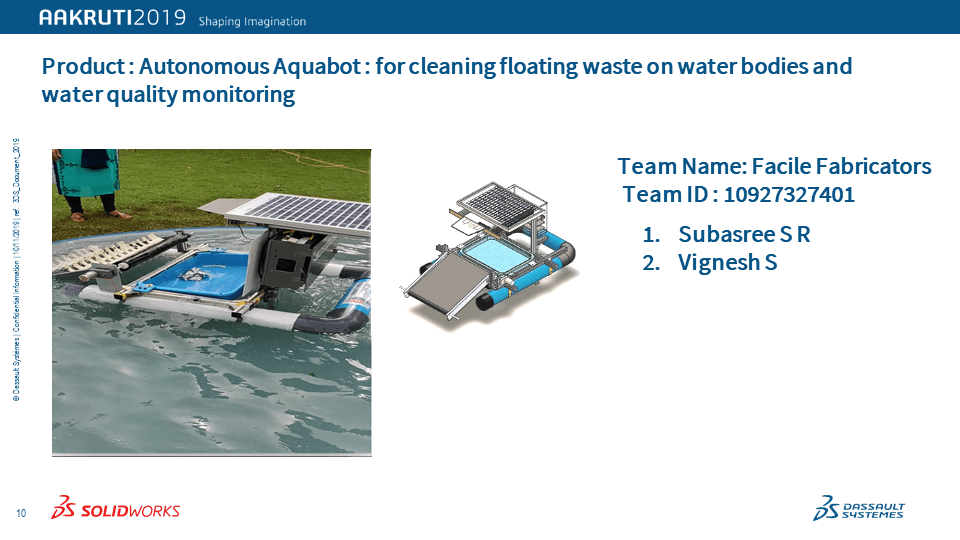 AAKRUTI2019 Shaping Imagination
Product : Autonomous Aquabot : for cleaning floating waste on water bodies and
water quality monitoring
© Dassault Systèmes | Confidential Information | 10/11/2019 | ref.: 3DS_Document_2019
Team Name: Facile Fabricators
Team ID : 10927327401
1. Subasree S R
2. Vignesh S
10
SOLIDWORKS
DASSAULT
SYSTEMES